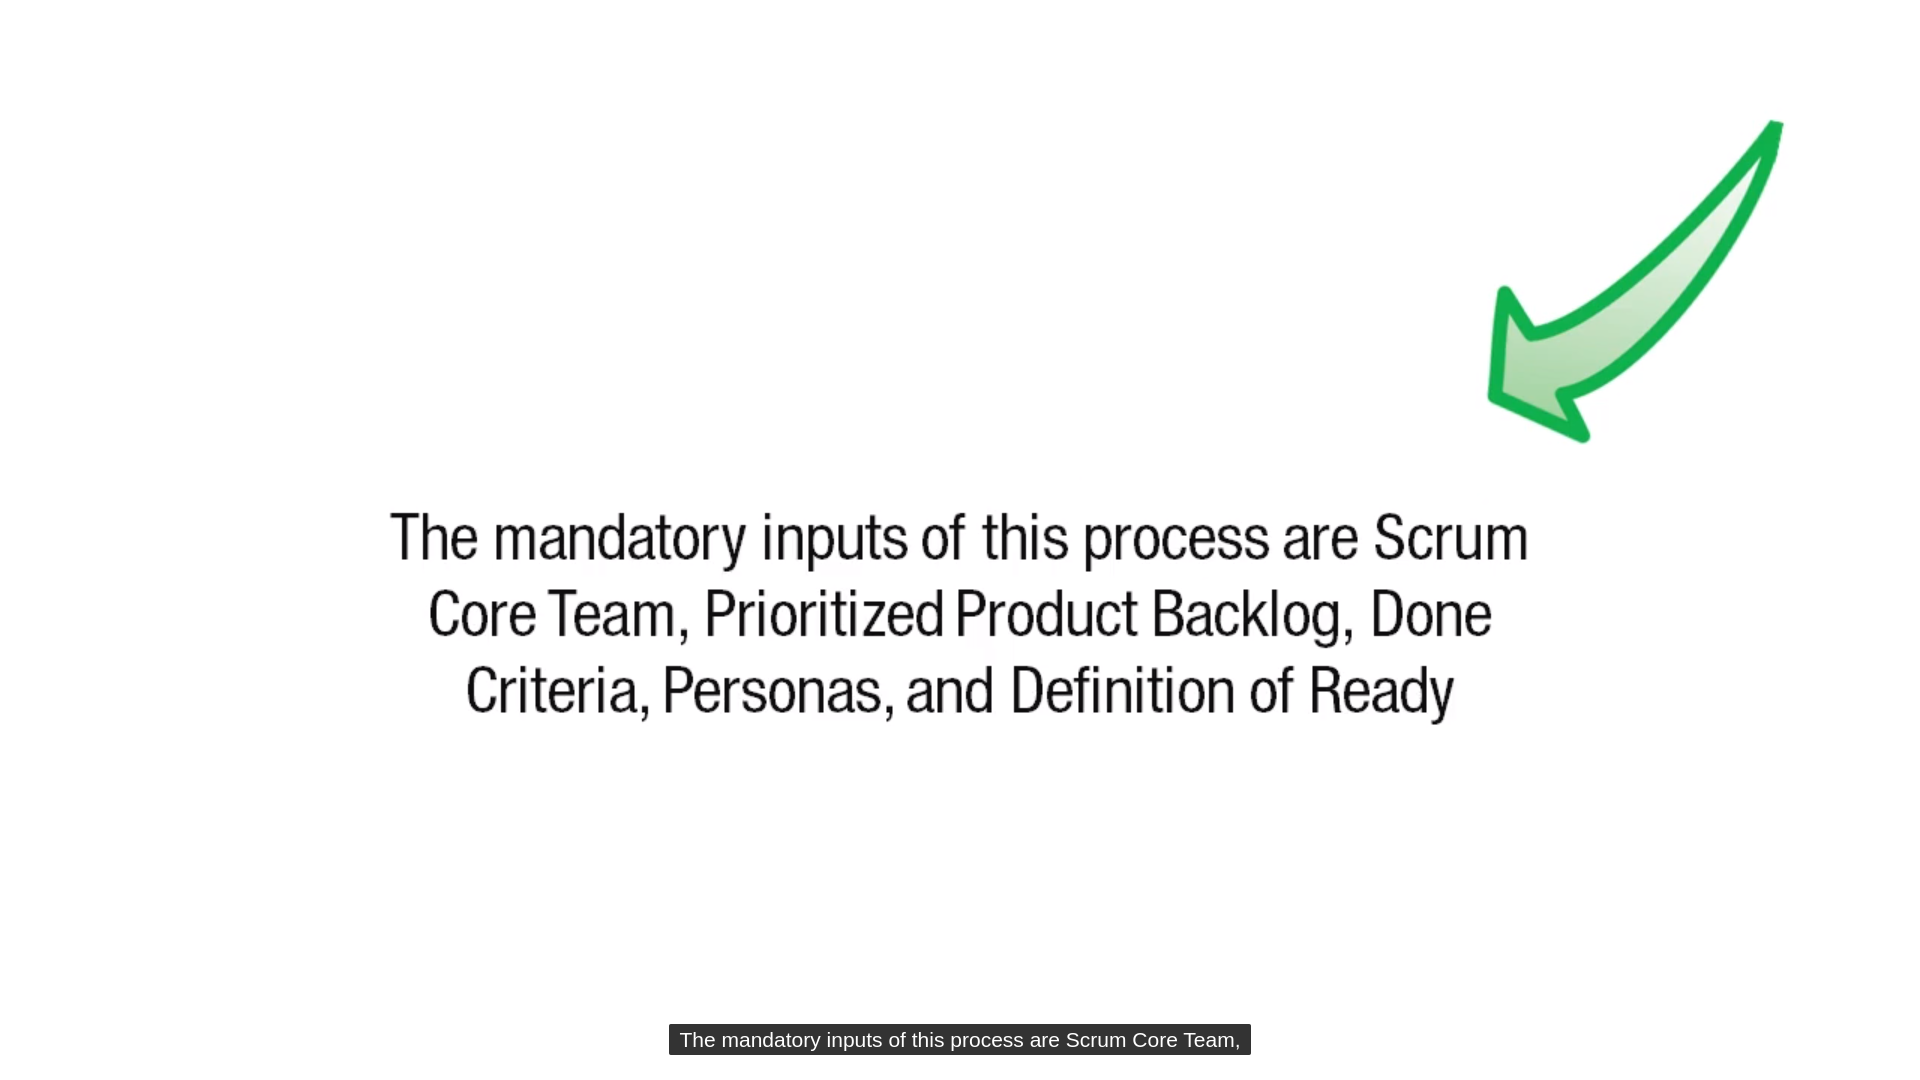 The mandatory inputs of this process are Scrum
Core Team, Prioritized Product Backlog, Done
Criteria, Personas, and Definition of Ready
The mandatory inputs of this process are Scrum Core Team,